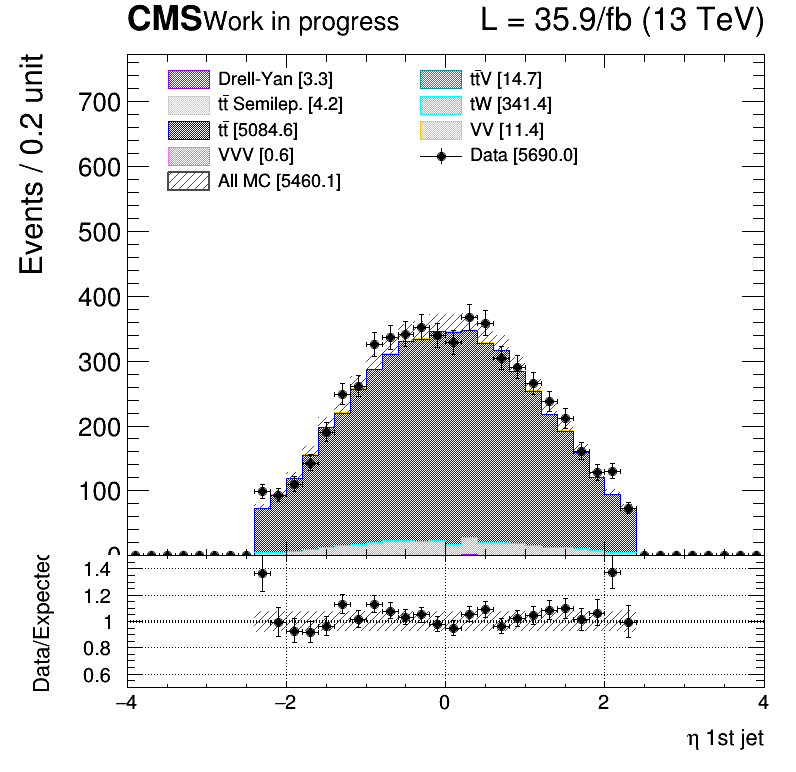 CMS Work in progress L = 35.9/fb (13 TeV)
Events / 0.2 unit
Drell-Yan [3.3]
tt̄ Semilep. [4.2]
tt̄ [5084.6]
VVV [0.6]
All MC [5460.1]
tt̄V [14.7]
tW [341.4]
VV [11.4]
Data [5690.0]
700
600
500
400
300
200
100
0
Data/Expected
1.4
1.2
1
0.8
0.6
−4 −2 0 2 4
η 1st jet